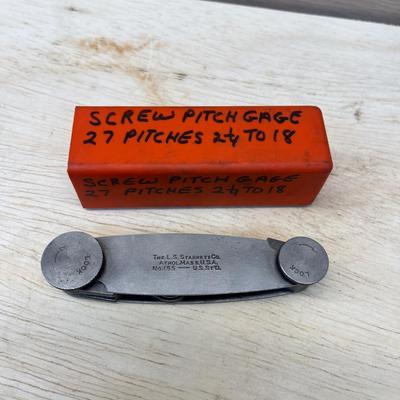 SCREW PITCH GAGE
27 PITCHES 2¼ TO 18
SCREW PITCH GAGE
27 PITCHES 2¼ TO 18
THE L.S. STARRETT CO.
ATHOL, MASS. U.S.A.
NO. 155 — U.S. ST'D.
LOCK
LOCK